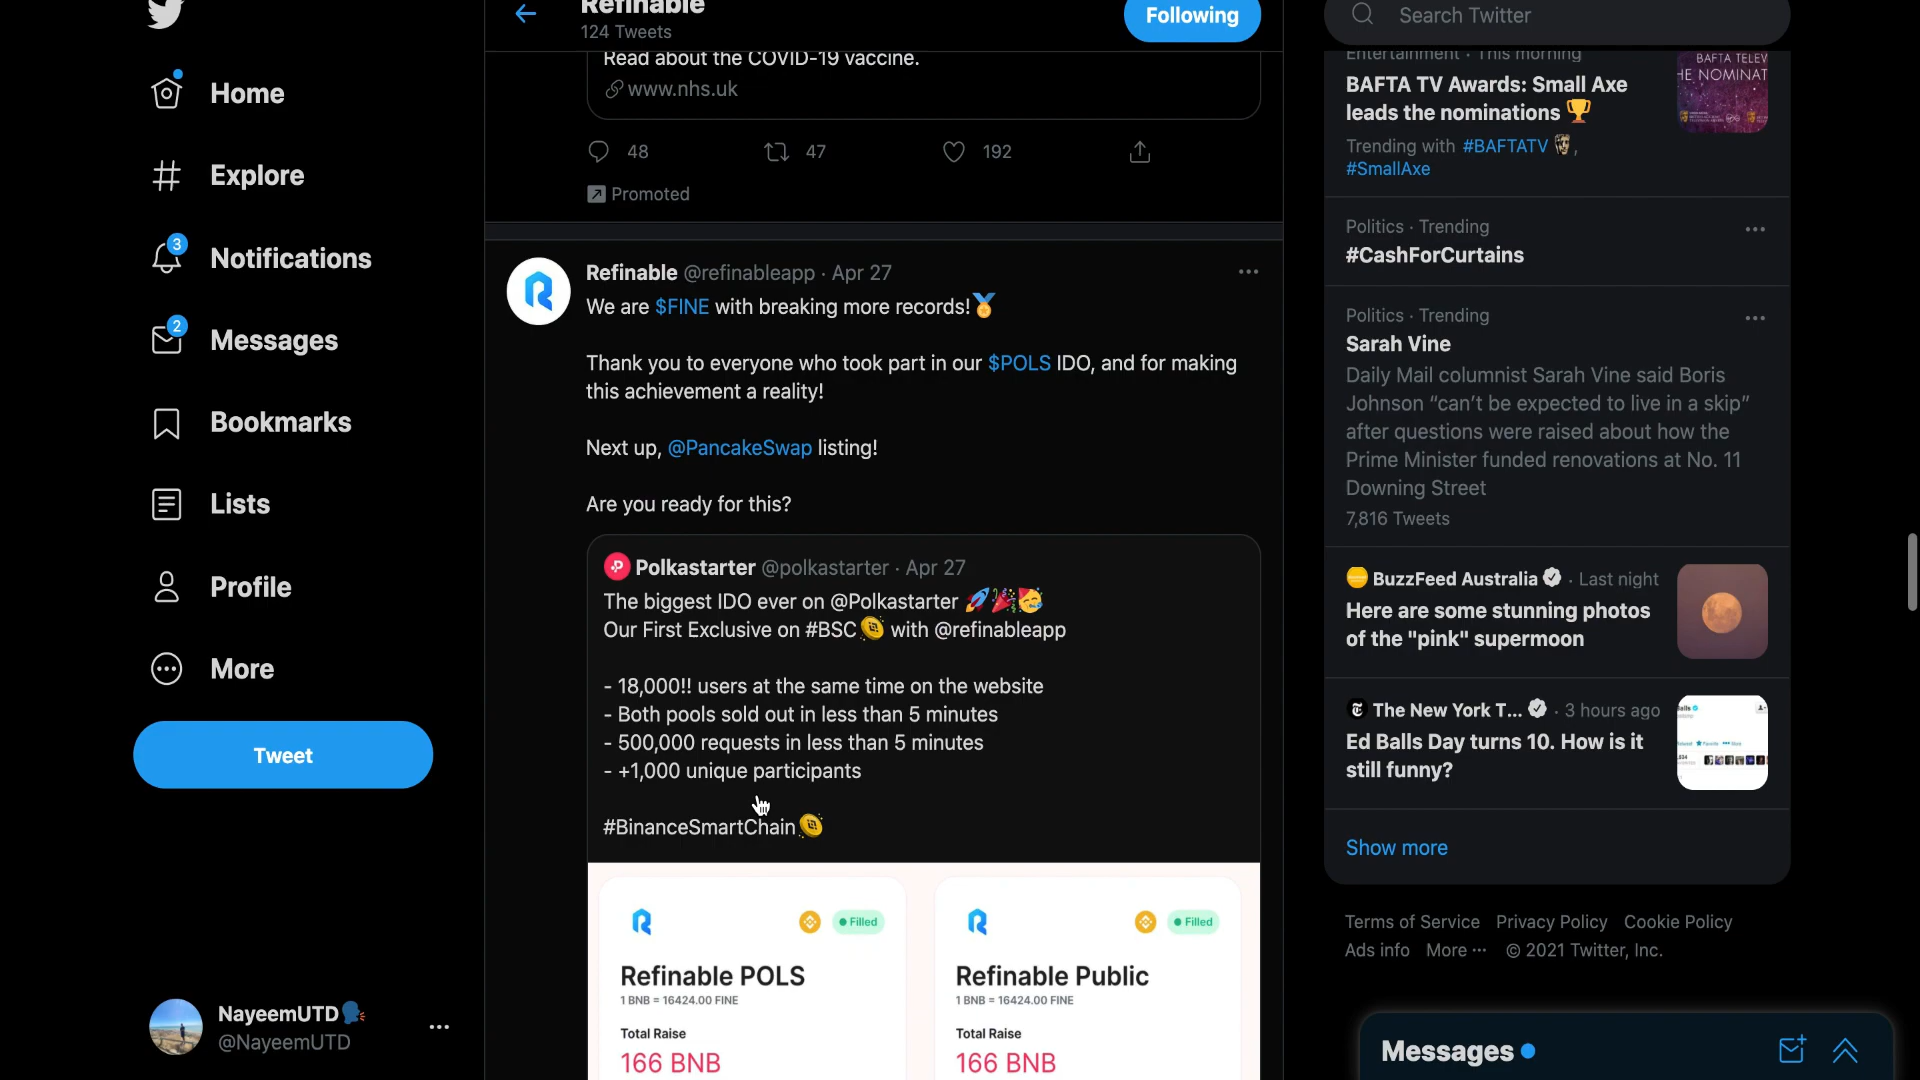 Home
Explore
3
Notifications
2
Messages
Bookmarks
Lists
Profile
More
Tweet
NayeemUTD
@NayeemUTD
Refinable
124 Tweets
Following
Read about the COVID-19 vaccine.
www.nhs.uk
48 47 192
Promoted
Refinable @refinableapp · Apr 27
We are $FINE with breaking more records!
Thank you to everyone who took part in our $POLS IDO, and for making
this achievement a reality!
Next up, @PancakeSwap listing!
Are you ready for this?
Polkastarter @polkastarter · Apr 27
The biggest IDO ever on @Polkastarter
Our First Exclusive on #BSC with @refinableapp
- 18,000!! users at the same time on the website
- Both pools sold out in less than 5 minutes
- 500,000 requests in less than 5 minutes
- +1,000 unique participants
#BinanceSmartChain
Filled
Refinable POLS
1 BNB = 16424.00 FINE
Total Raise
166 BNB
Filled
Refinable Public
1 BNB = 16424.00 FINE
Total Raise
166 BNB
Search Twitter
Entertainment · This morning
BAFTA TV Awards: Small Axe
leads the nominations
Trending with #BAFTATV ,
#SmallAxe
BAFTA TELEV
HE NOMINAT
Politics · Trending
#CashForCurtains
Politics · Trending
Sarah Vine
Daily Mail columnist Sarah Vine said Boris
Johnson “can’t be expected to live in a skip”
after questions were raised about how the
Prime Minister funded renovations at No. 11
Downing Street
7,816 Tweets
BuzzFeed Australia · Last night
Here are some stunning photos
of the "pink" supermoon
The New York T... · 3 hours ago
Ed Balls Day turns 10. How is it
still funny?
Show more
Terms of Service Privacy Policy Cookie Policy
Ads info More ··· © 2021 Twitter, Inc.
Messages